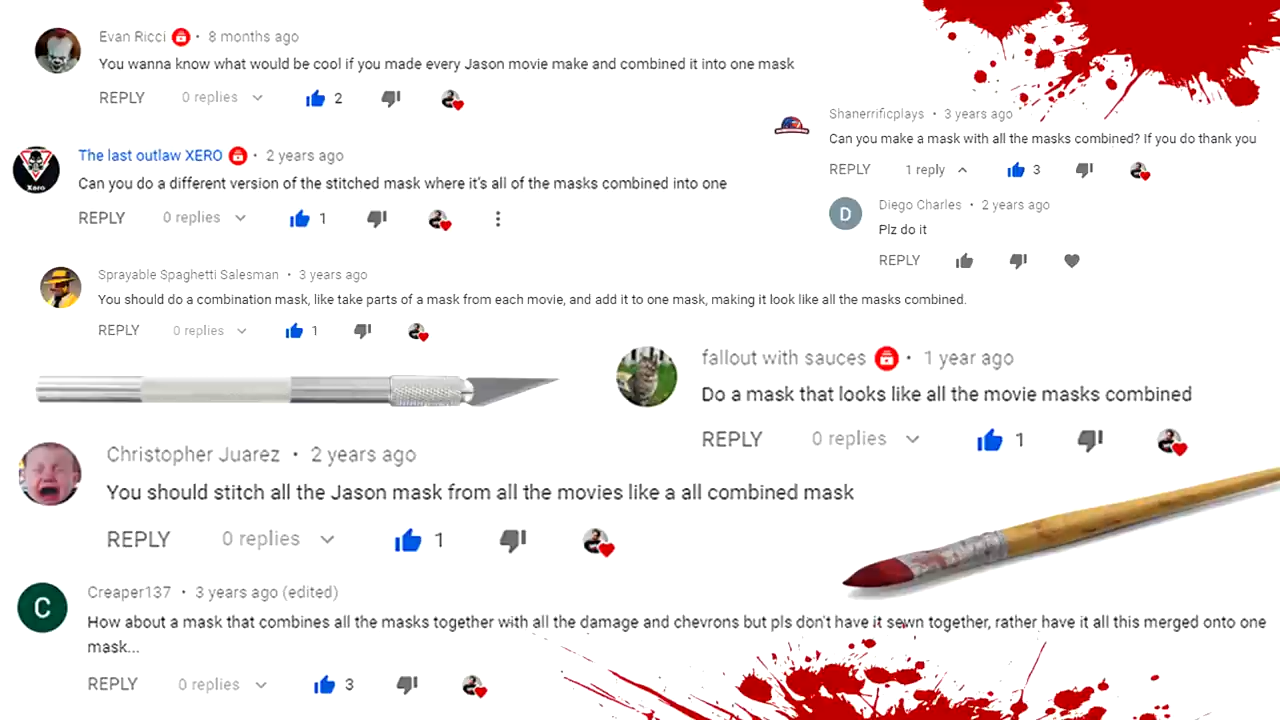 Evan Ricci • 8 months ago
You wanna know what would be cool if you made every Jason movie make and combined it into one mask
REPLY 0 replies 2
Shanerrificplays • 3 years ago
Can you make a mask with all the masks combined? If you do thank you
REPLY 1 reply 3
Diego Charles • 2 years ago
D
Plz do it
REPLY
The last outlaw XERO • 2 years ago
Xero
Can you do a different version of the stitched mask where it's all of the masks combined into one
REPLY 0 replies 1
Sprayable Spaghetti Salesman • 3 years ago
You should do a combination mask, like take parts of a mask from each movie, and add it to one mask, making it look like all the masks combined.
REPLY 0 replies 1
fallout with sauces • 1 year ago
Do a mask that looks like all the movie masks combined
REPLY 0 replies 1
Christopher Juarez • 2 years ago
You should stitch all the Jason mask from all the movies like a all combined mask
REPLY 0 replies 1
C
Creaper137 • 3 years ago (edited)
How about a mask that combines all the masks together with all the damage and chevrons but pls don't have it sewn together, rather have it all this merged onto one
mask...
REPLY 0 replies 3